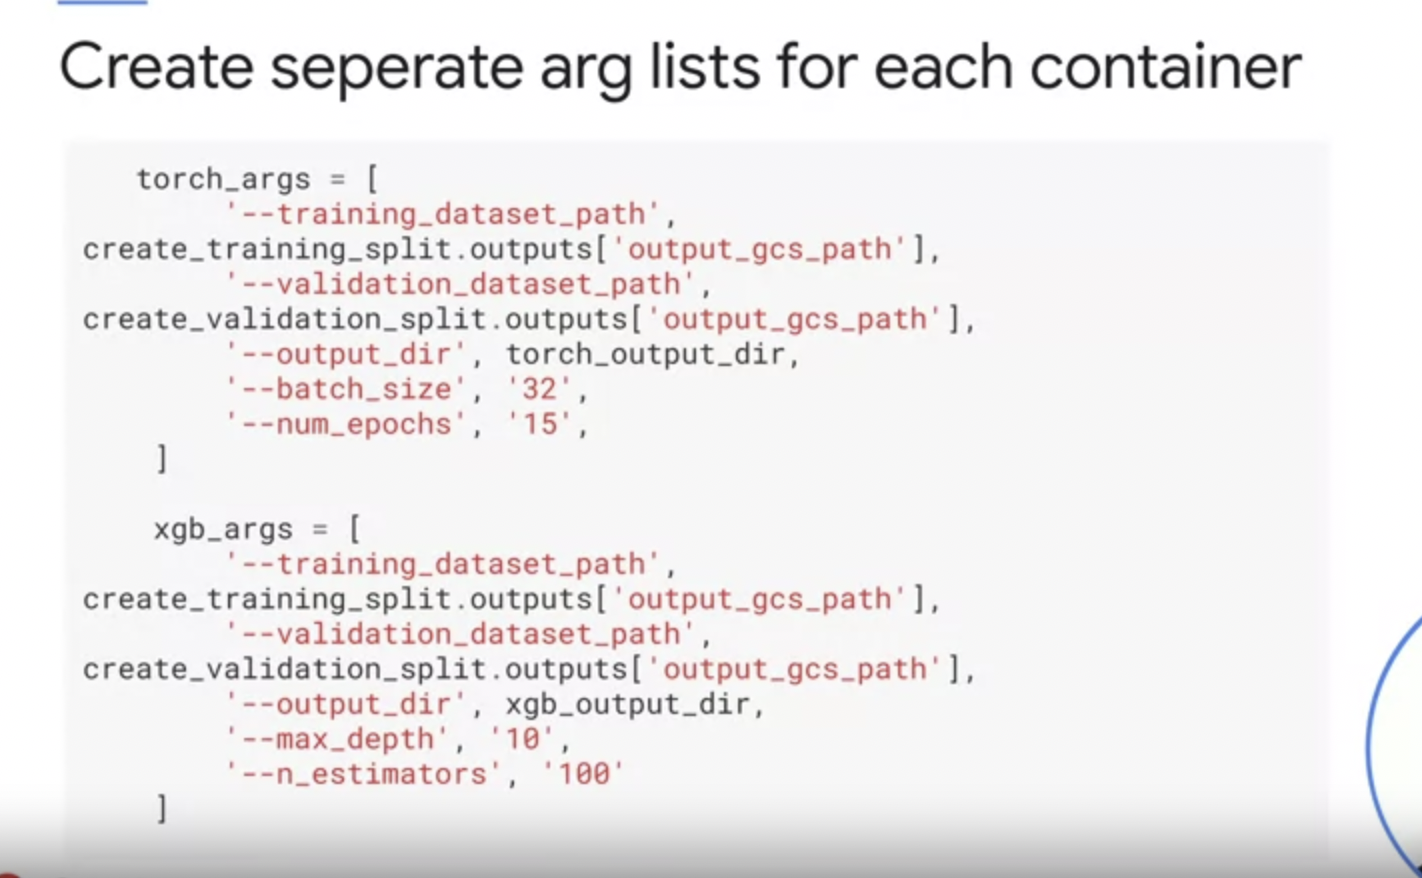 Create seperate arg lists for each container
torch_args = [
'--training_dataset_path',
create_training_split.outputs['output_gcs_path'],
'--validation_dataset_path',
create_validation_split.outputs['output_gcs_path'],
'--output_dir', torch_output_dir,
'--batch_size', '32',
'--num_epochs', '15',
]
xgb_args = [
'--training_dataset_path',
create_training_split.outputs['output_gcs_path'],
'--validation_dataset_path',
create_validation_split.outputs['output_gcs_path'],
'--output_dir', xgb_output_dir,
'--max_depth', '10',
'--n_estimators', '100'
]